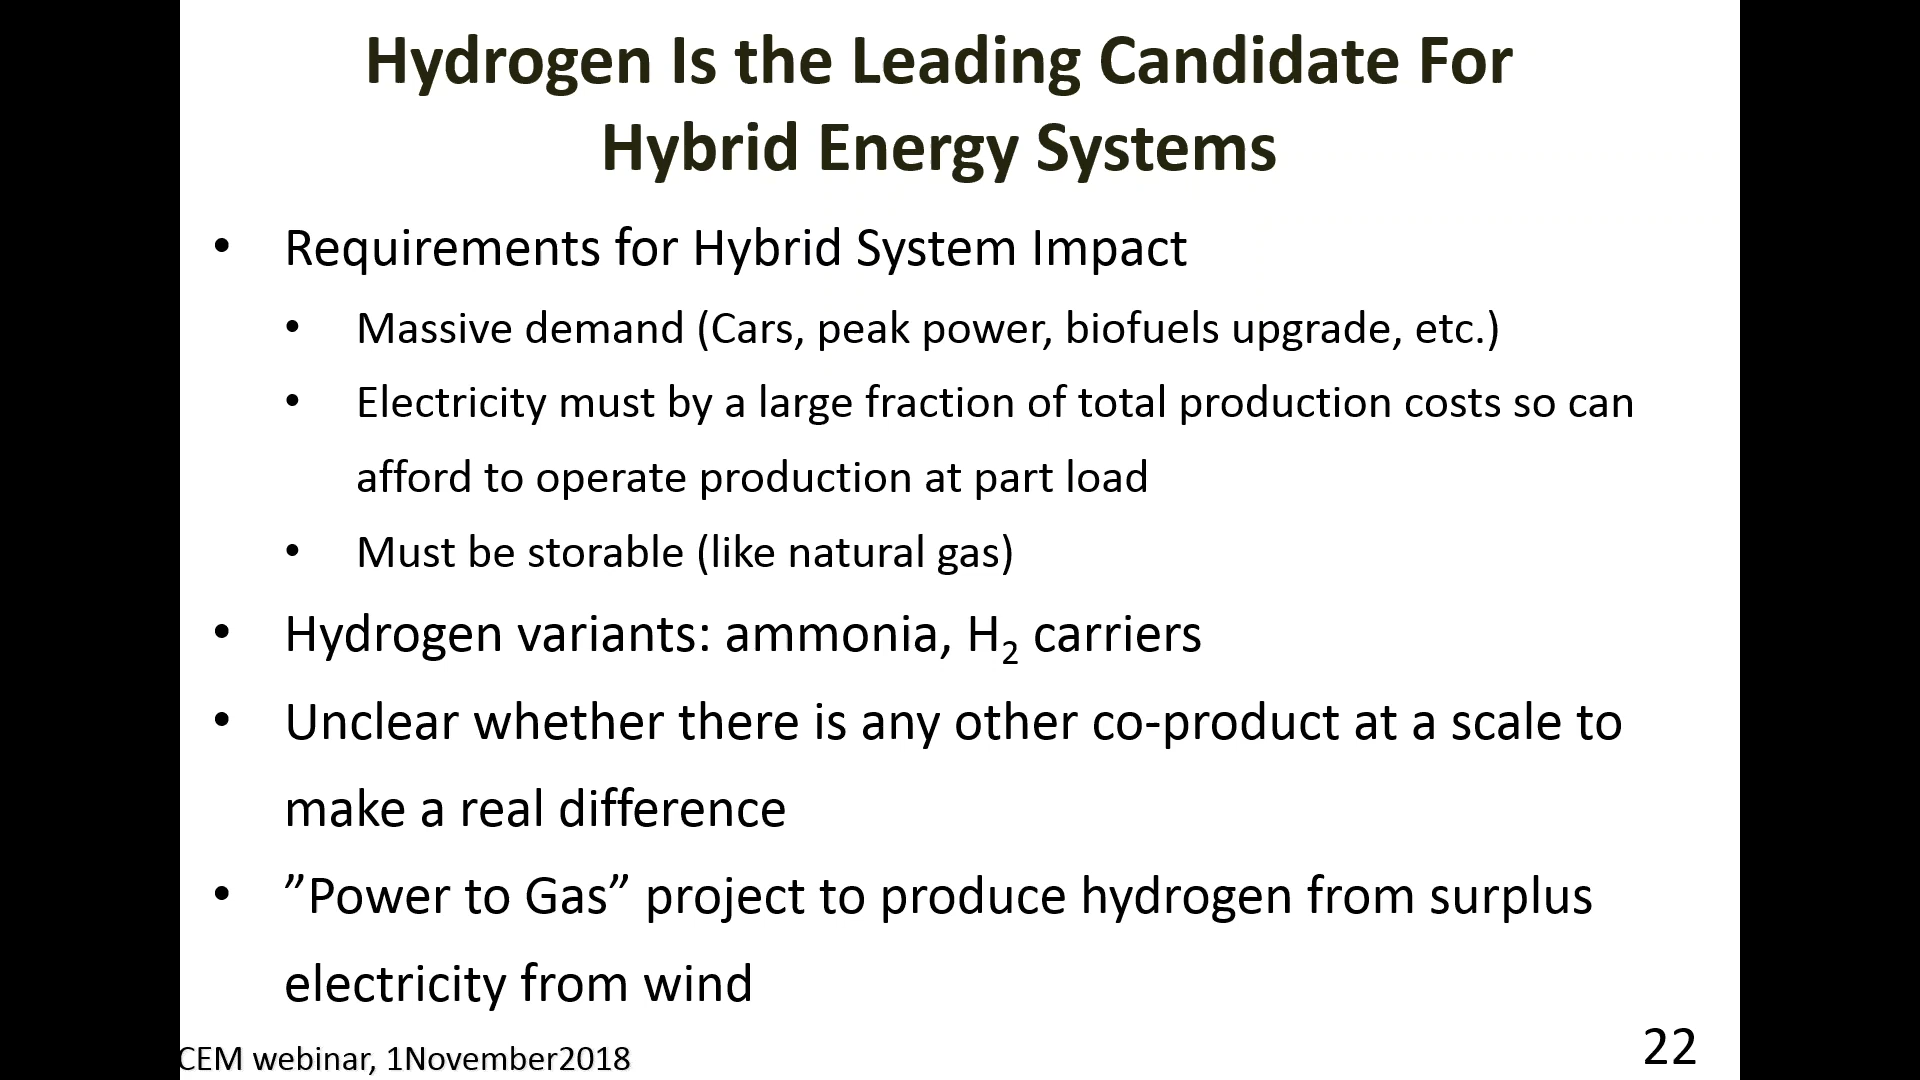 Hydrogen Is the Leading Candidate For
Hybrid Energy Systems
• Requirements for Hybrid System Impact
• Massive demand (Cars, peak power, biofuels upgrade, etc.)
• Electricity must by a large fraction of total production costs so can
afford to operate production at part load
• Must be storable (like natural gas)
• Hydrogen variants: ammonia, H₂ carriers
• Unclear whether there is any other co-product at a scale to
make a real difference
• ”Power to Gas” project to produce hydrogen from surplus
electricity from wind
CEM webinar, 1November2018
22